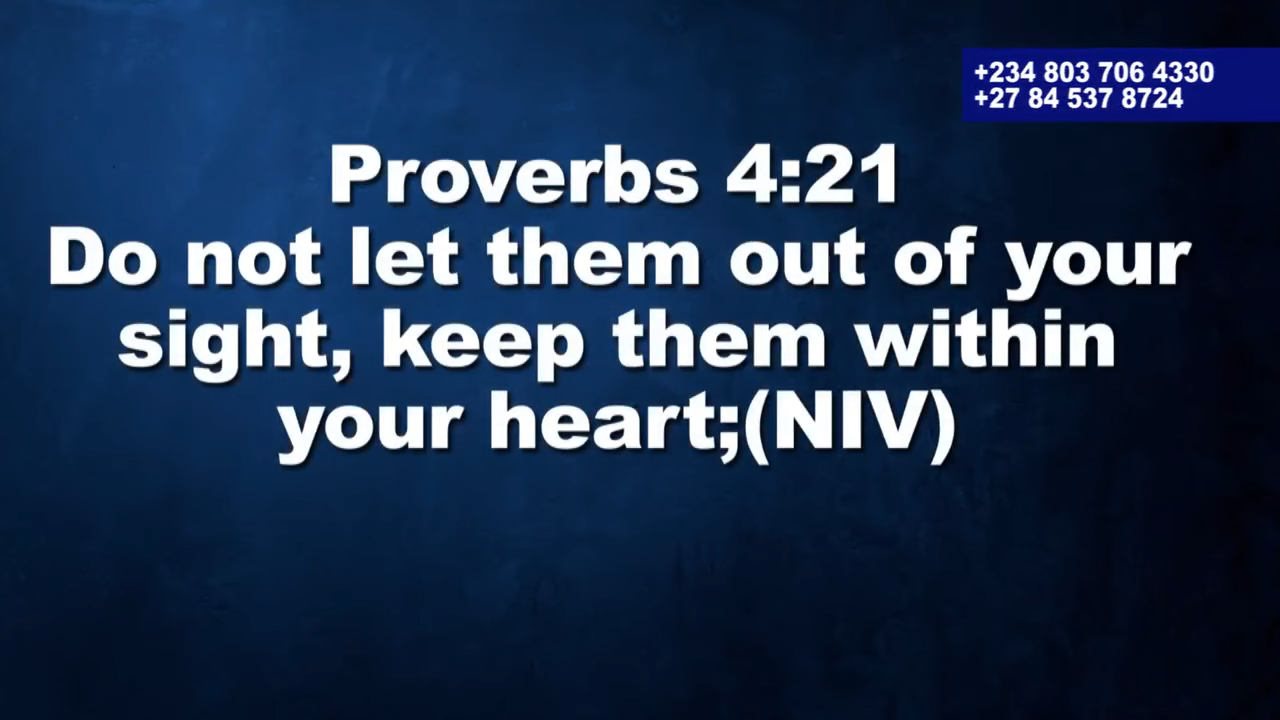 +234 803 706 4330
+27 84 537 8724
Proverbs 4:21
Do not let them out of your
sight, keep them within
your heart;(NIV)